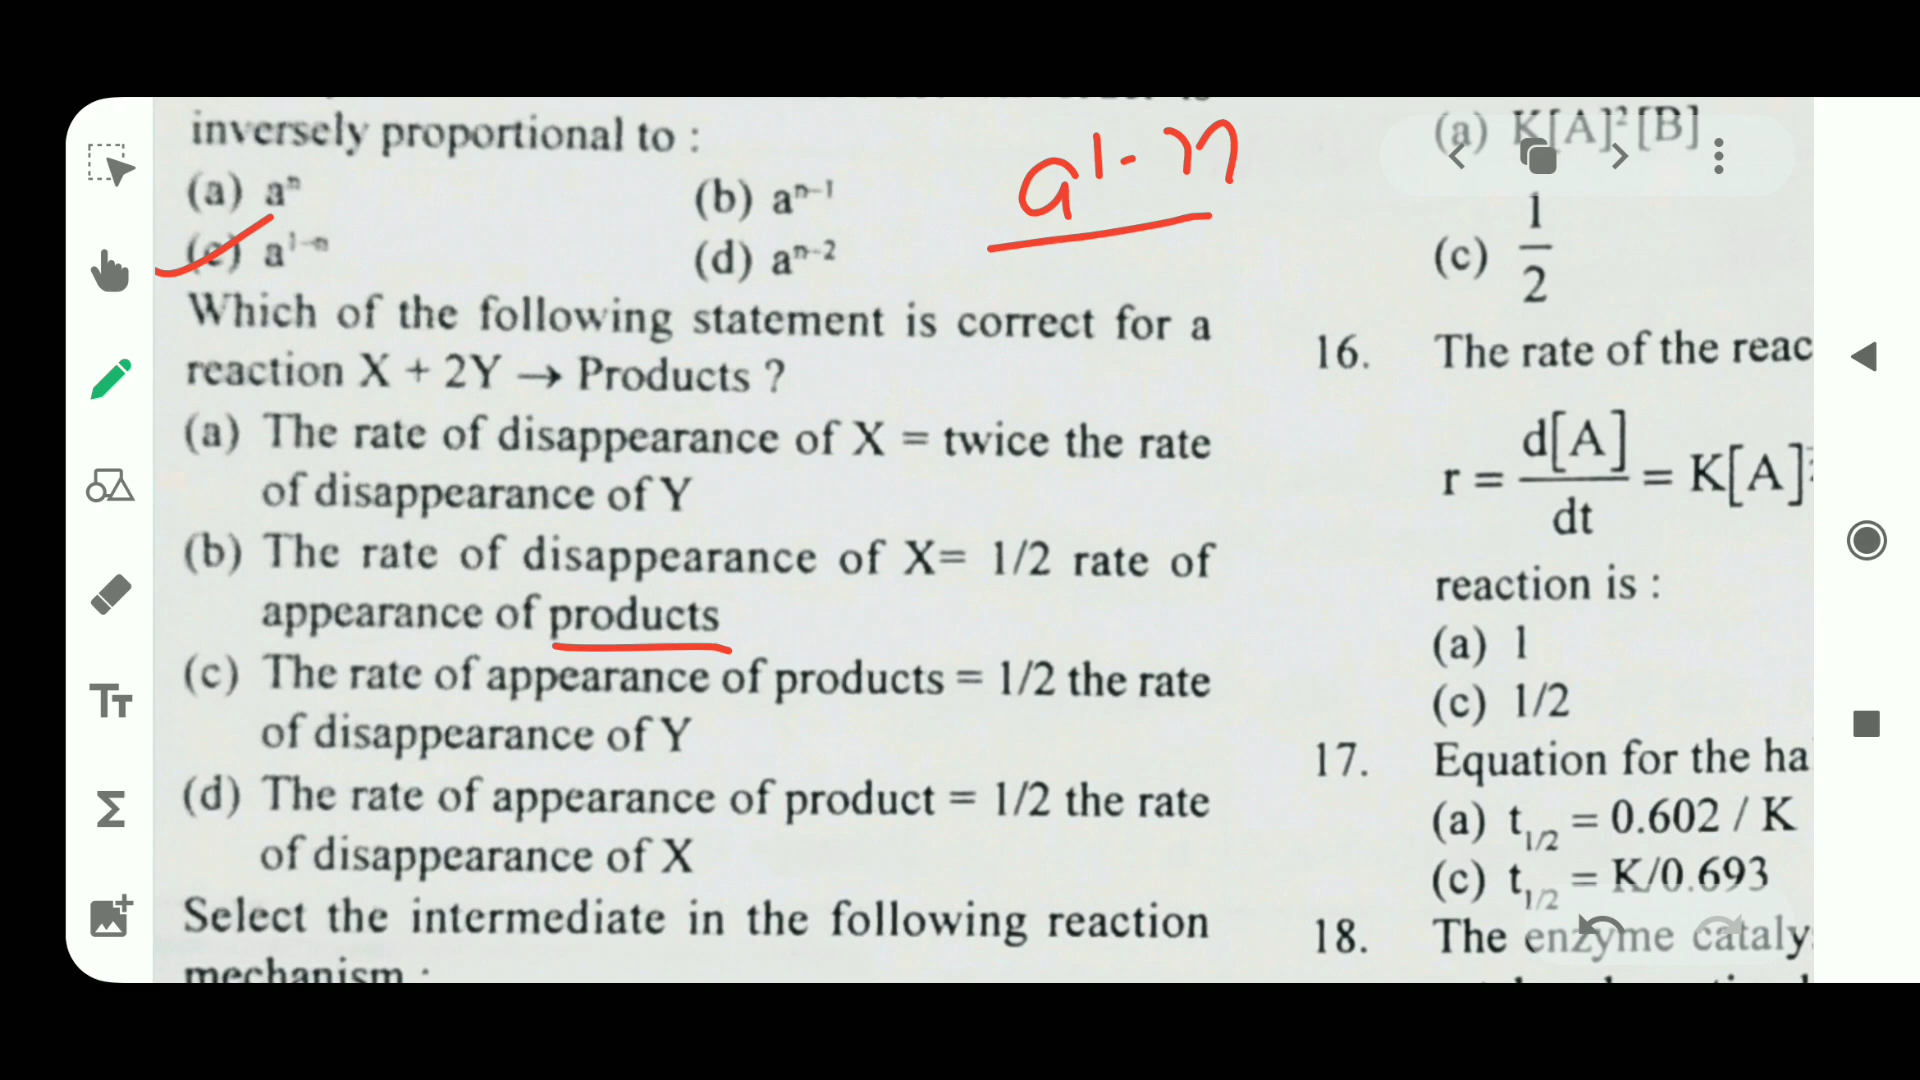 inversely proportional to :
(a) aⁿ
(b) aⁿ⁻¹
(c) a¹⁻ⁿ
(d) aⁿ⁻²
a¹⁻ⁿ
Which of the following statement is correct for a
reaction X + 2Y → Products ?
(a) The rate of disappearance of X = twice the rate
of disappearance of Y
(b) The rate of disappearance of X= 1/2 rate of
appearance of products
(c) The rate of appearance of products = 1/2 the rate
of disappearance of Y
(d) The rate of appearance of product = 1/2 the rate
of disappearance of X
Select the intermediate in the following reaction
mechanism :
(a) K[A]² [B]
(c) 1/2
16. The rate of the reac
r = d[A]/dt = K[A]
reaction is :
(a) 1
(c) 1/2
17. Equation for the ha
(a) t₁/₂ = 0.602 / K
(c) t₁/₂ = K/0.693
18. The enzyme cataly
TT